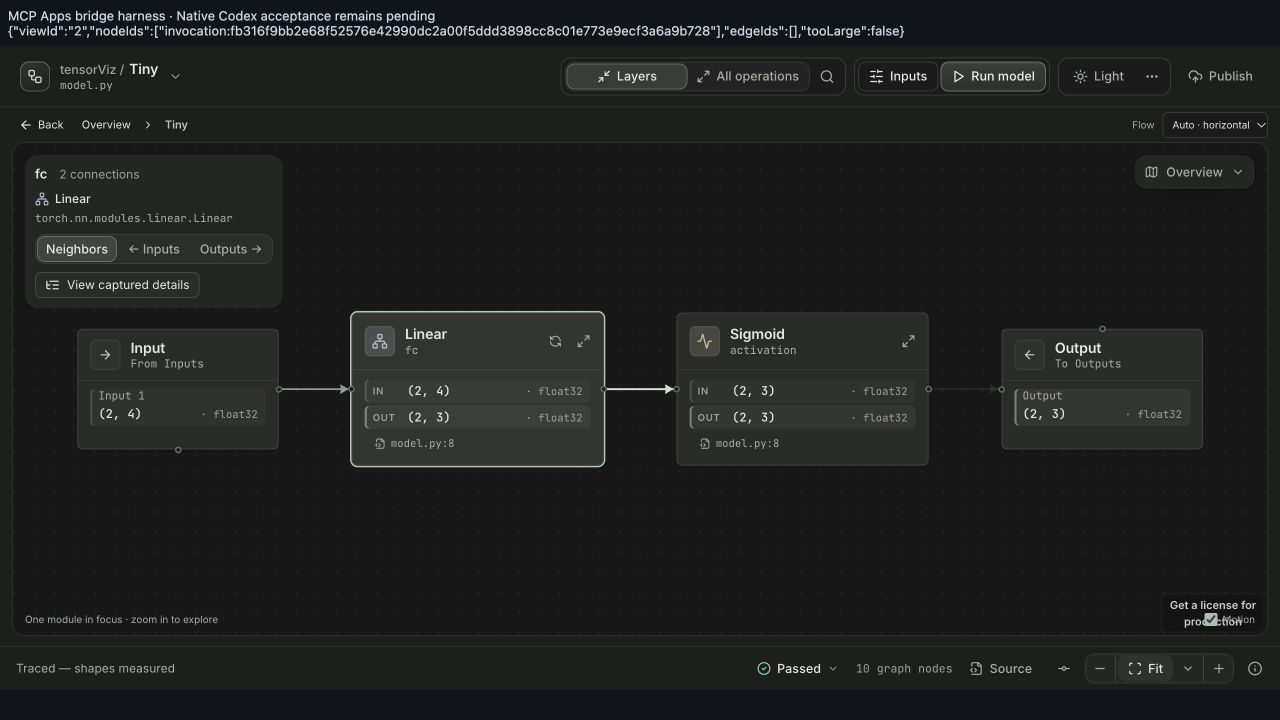 MCP Apps bridge harness · Native Codex acceptance remains pending
{"viewId":"2","nodeIds":["invocation:fb316f9bb2e68f52576e42990dc2a00f5ddd3898cc8c01e773e9ecf3a6a9b728"],"edgeIds":[],"tooLarge":false}
tensorViz / Tiny
model.py
Layers
All operations
Inputs
Run model
Light
Publish
Back
Overview
Tiny
Flow
Auto · horizontal
fc 2 connections
Linear
torch.nn.modules.linear.Linear
Neighbors
← Inputs
Outputs →
View captured details
Overview
Input
From Inputs
Input 1
(2, 4) · float32
Linear
fc
IN (2, 4) · float32
OUT (2, 3) · float32
model.py:8
Sigmoid
activation
IN (2, 3) · float32
OUT (2, 3) · float32
model.py:8
Output
To Outputs
Output
(2, 3) · float32
One module in focus · zoom in to explore
Get a license for
production
Motion
Traced — shapes measured
Passed
10 graph nodes
Source
Fit